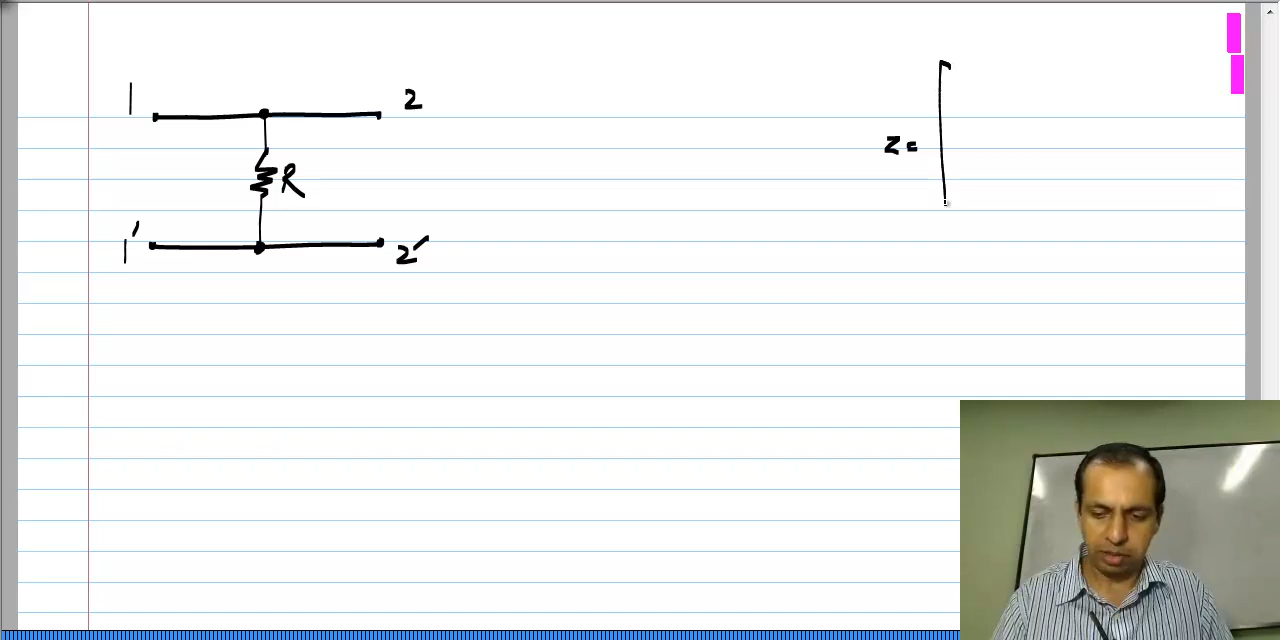 1 2
Z = [
R
1′ 2′